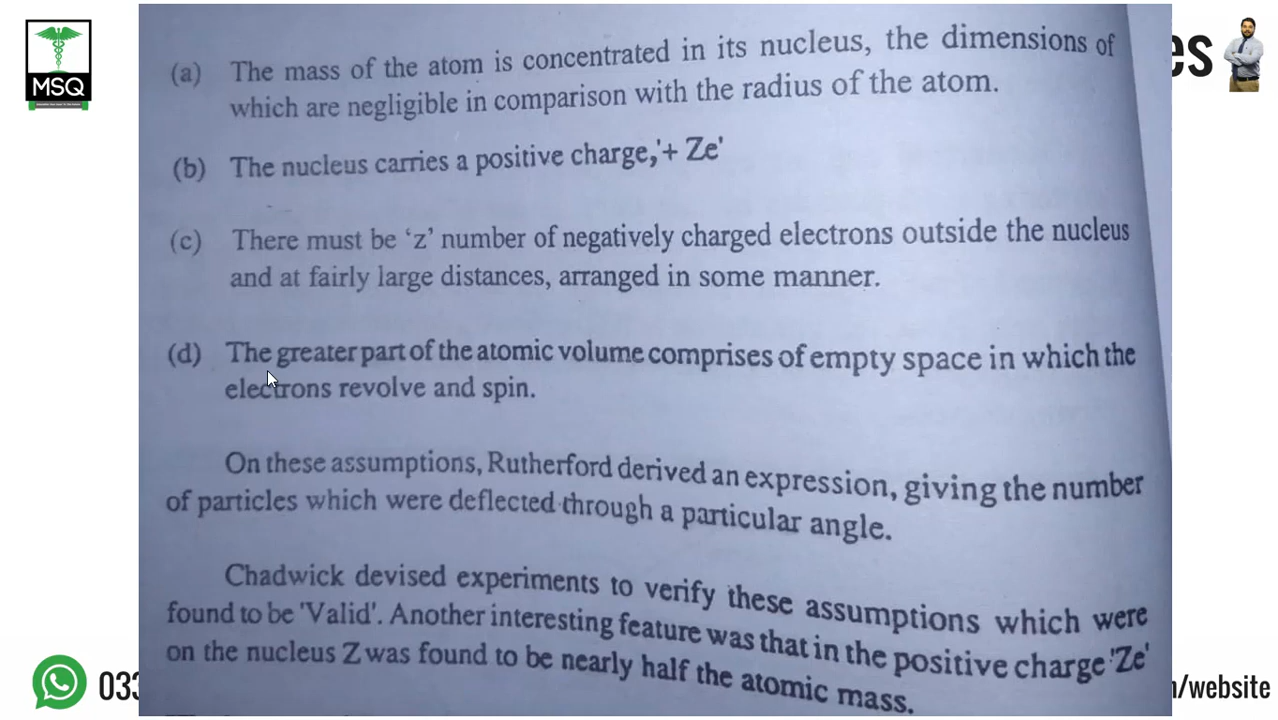 MSQ
es
(a) The mass of the atom is concentrated in its nucleus, the dimensions of
which are negligible in comparison with the radius of the atom.
(b) The nucleus carries a positive charge,'+ Ze'
(c) There must be ‘z’ number of negatively charged electrons outside the nucleus
and at fairly large distances, arranged in some manner.
(d) The greater part of the atomic volume comprises of empty space in which the
electrons revolve and spin.
On these assumptions, Rutherford derived an expression, giving the number
of particles which were deflected through a particular angle.
Chadwick devised experiments to verify these assumptions which were
found to be 'Valid'. Another interesting feature was that in the positive charge 'Ze'
on the nucleus Z was found to be nearly half the atomic mass.
033
/website